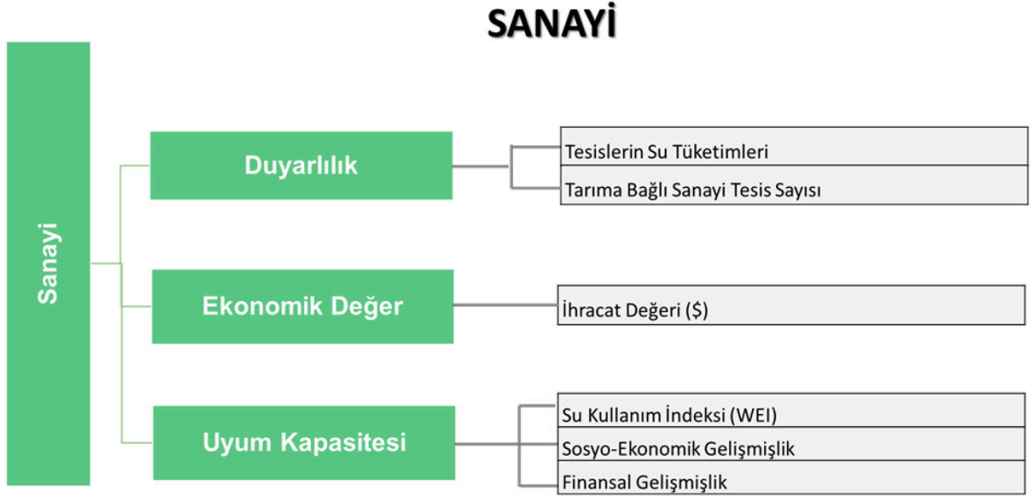 SANAYİ
Sanayi
Duyarlılık
Tesislerin Su Tüketimleri
Tarıma Bağlı Sanayi Tesis Sayısı
Ekonomik Değer
İhracat Değeri ($)
Uyum Kapasitesi
Su Kullanım İndeksi (WEI)
Sosyo-Ekonomik Gelişmişlik
Finansal Gelişmişlik